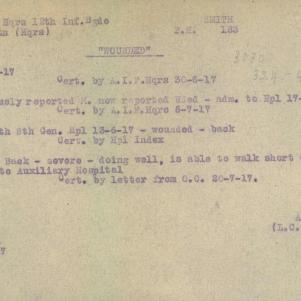 Hqrs 12th Inf.Bgde SMITH
(Hqrs) P.H. 183
"WOUNDED"
-17
Cert. by A.I.F.Hqrs 30-6-17
usly reported K. now reported W'ded - adm. to Hpl 17-
Cert. by A.I.F.Hqrs 6-7-17
th 8th Gen. Hpl 13-6-17 - wounded - back
Cert. by Hpl Index
Back - severe - doing well, is able to walk short
to Auxiliary Hospital
Cert. by letter from O.C. 20-7-17.
A
(L.C.